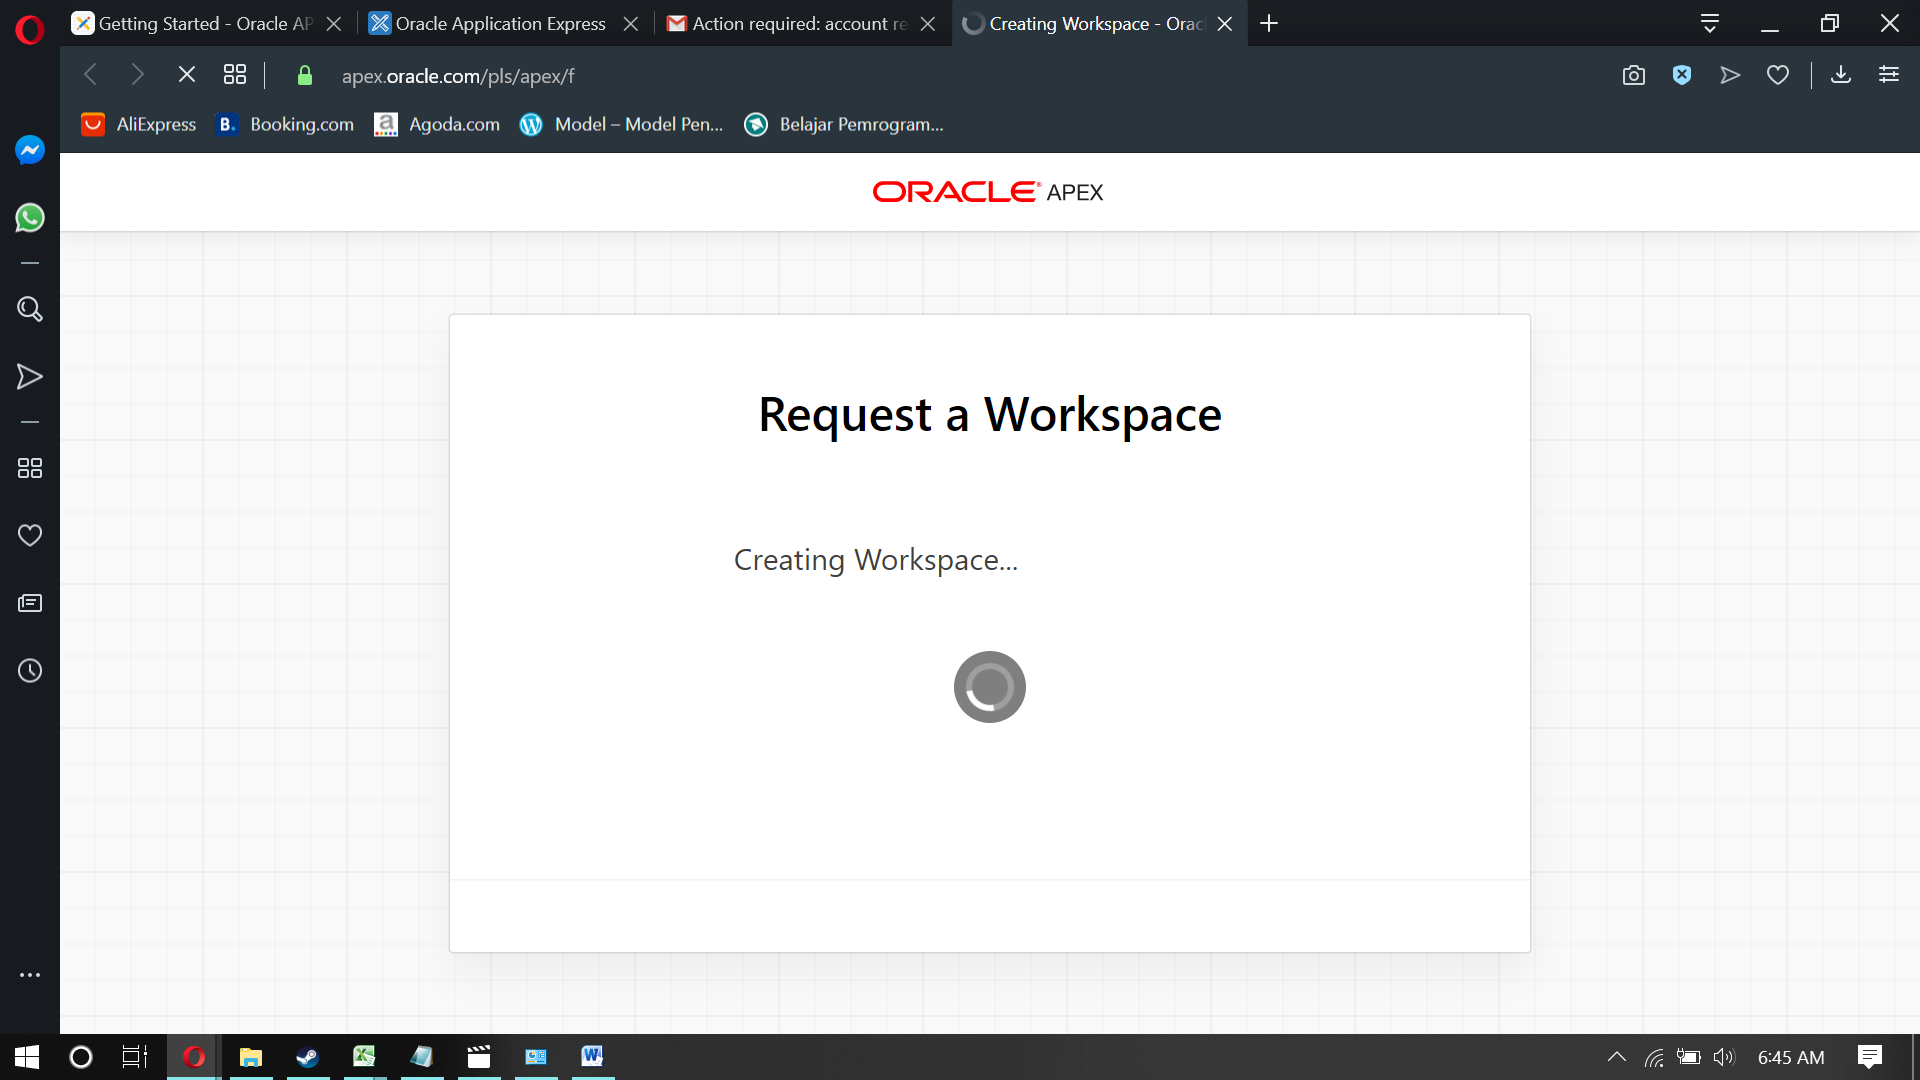 Getting Started - Oracle AP
Oracle Application Express
Action required: account re
Creating Workspace - Orac
apex.oracle.com/pls/apex/f
AliExpress
B. Booking.com
a Agoda.com
Model – Model Pen...
Belajar Pemrogram...
ORACLE® APEX
Request a Workspace
Creating Workspace...
6:45 AM